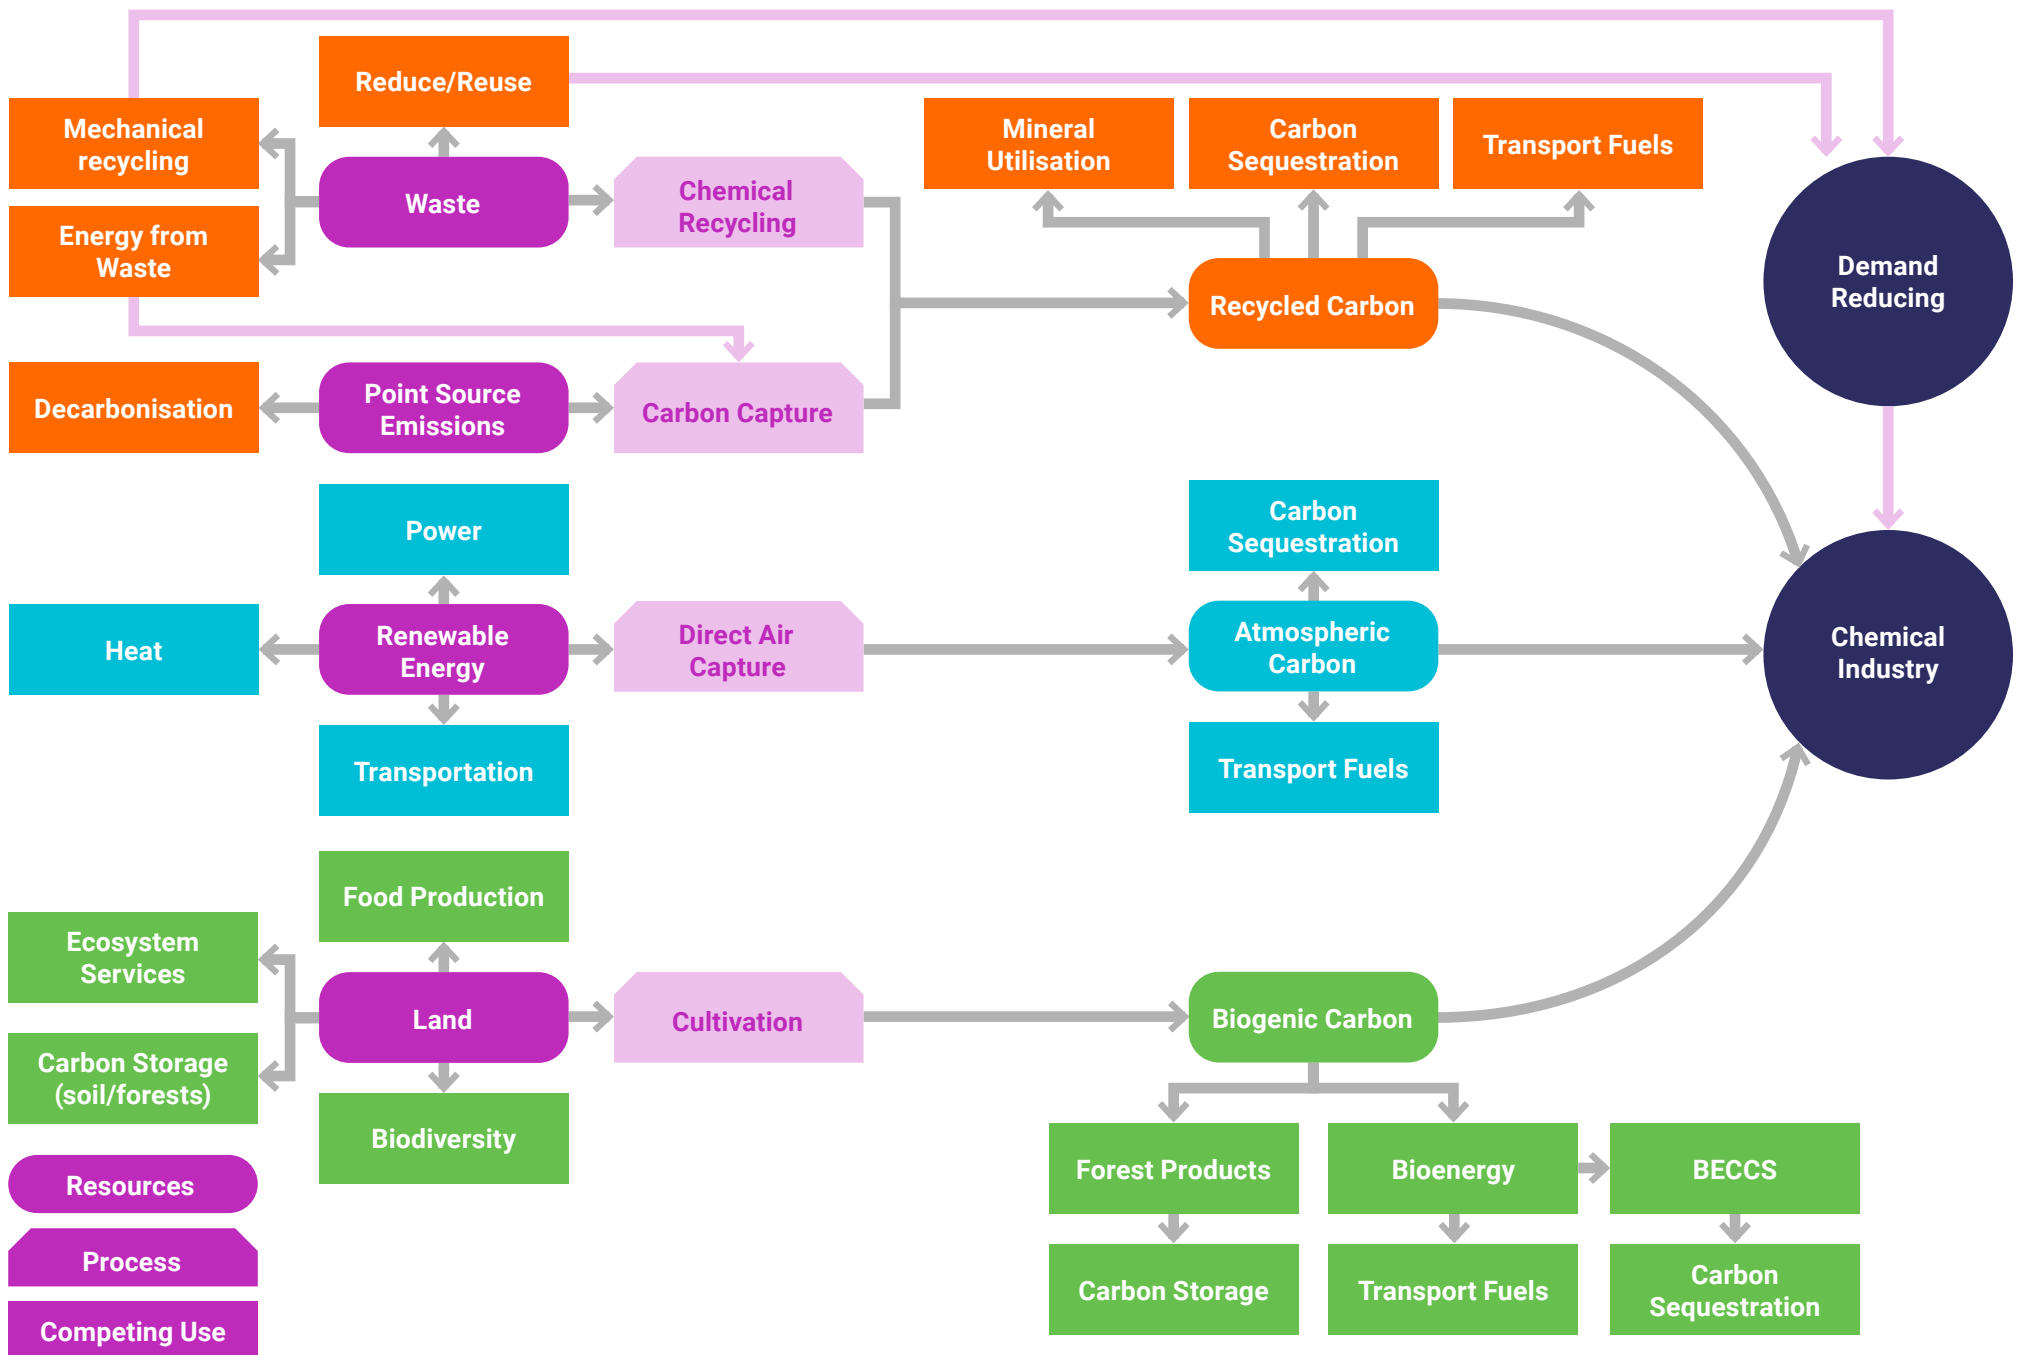 Reduce/Reuse
Mechanical
recycling
Mineral
Utilisation
Carbon
Sequestration
Transport Fuels
Waste
Chemical
Recycling
Energy from
Waste
Recycled Carbon
Demand
Reducing
Decarbonisation
Point Source
Emissions
Carbon Capture
Power
Carbon
Sequestration
Heat
Renewable
Energy
Direct Air
Capture
Atmospheric
Carbon
Chemical
Industry
Transportation
Transport Fuels
Food Production
Ecosystem
Services
Land
Cultivation
Biogenic Carbon
Carbon Storage
(soil/forests)
Biodiversity
Forest Products
Bioenergy
BECCS
Resources
Process
Carbon Storage
Transport Fuels
Carbon
Sequestration
Competing Use